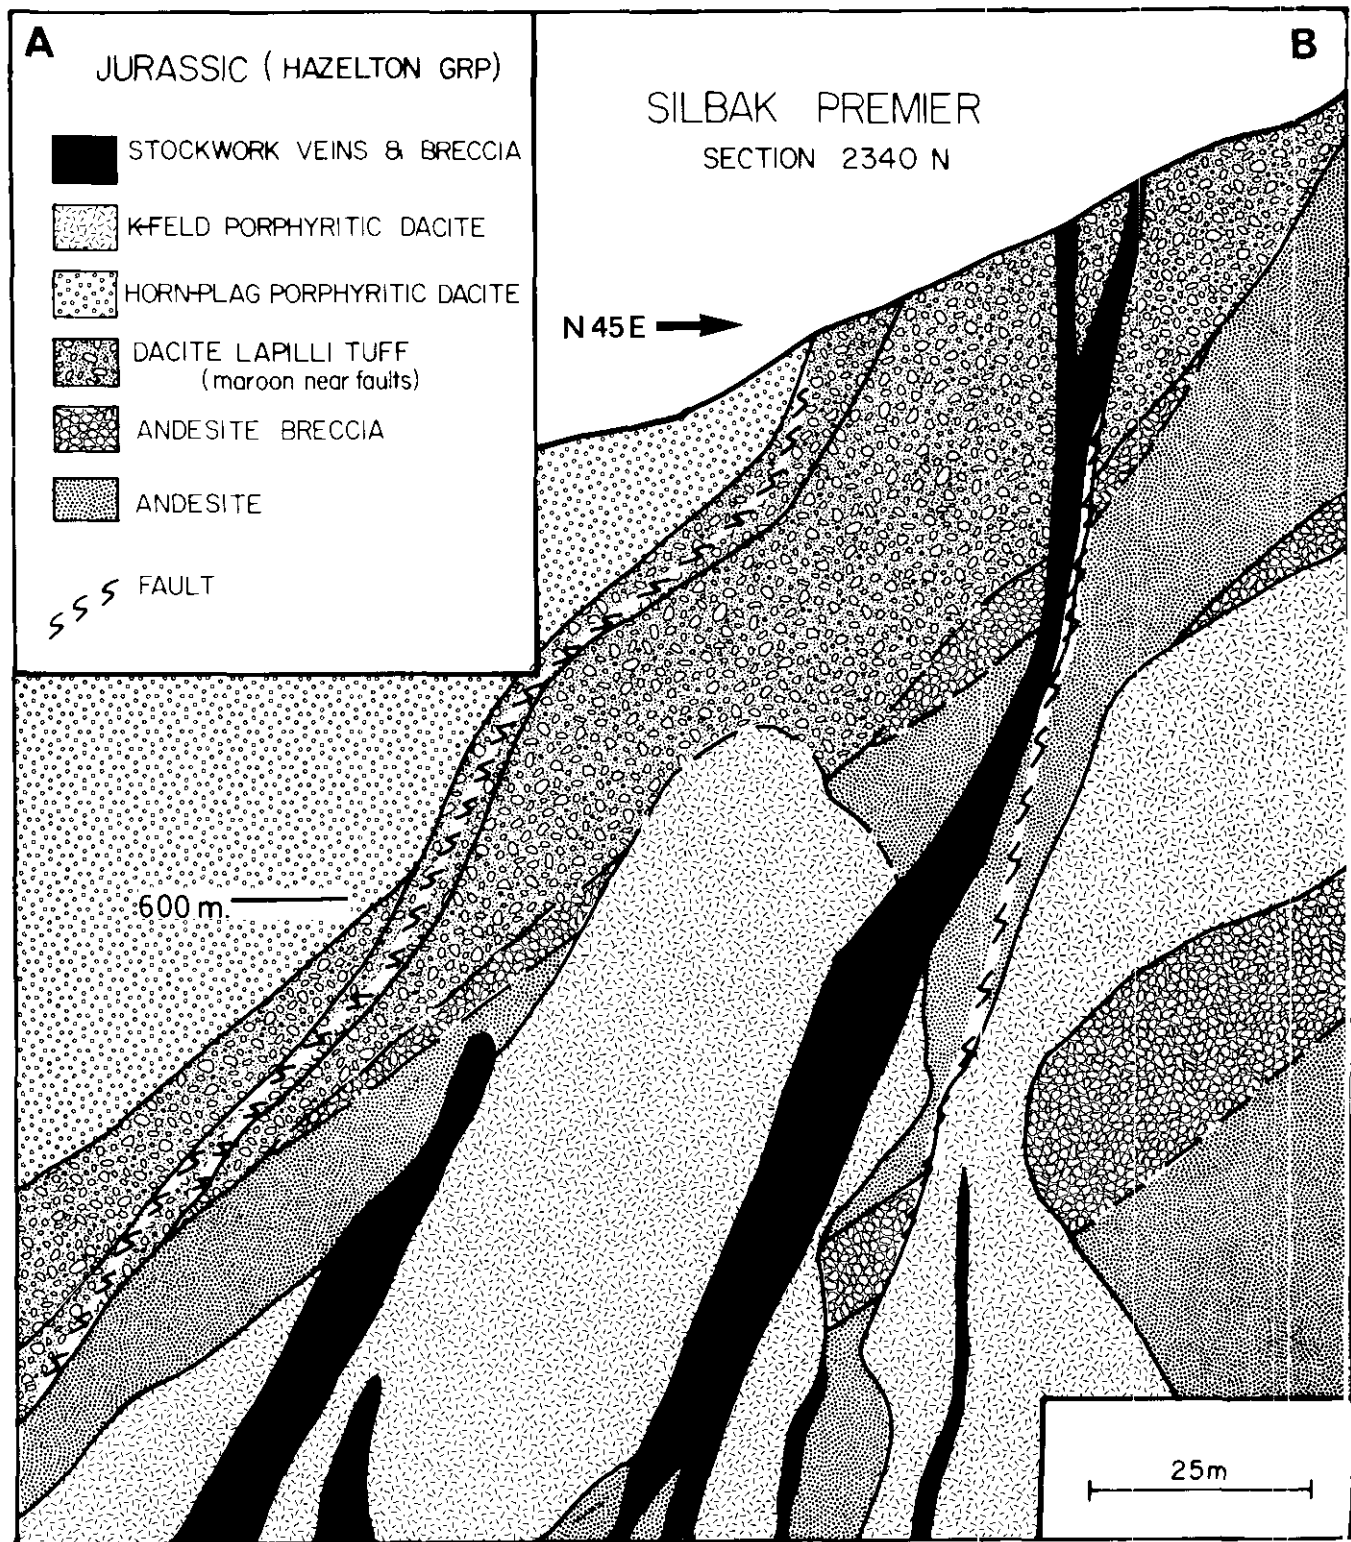 A
JURASSIC (HAZELTON GRP)
STOCKWORK VEINS & BRECCIA
K-FELD PORPHYRITIC DACITE
HORN-PLAG PORPHYRITIC DACITE
DACITE LAPILLI TUFF
(maroon near faults)
ANDESITE BRECCIA
ANDESITE
FAULT
B
SILBAK PREMIER
SECTION 2340 N
N45E
600 m.
25m